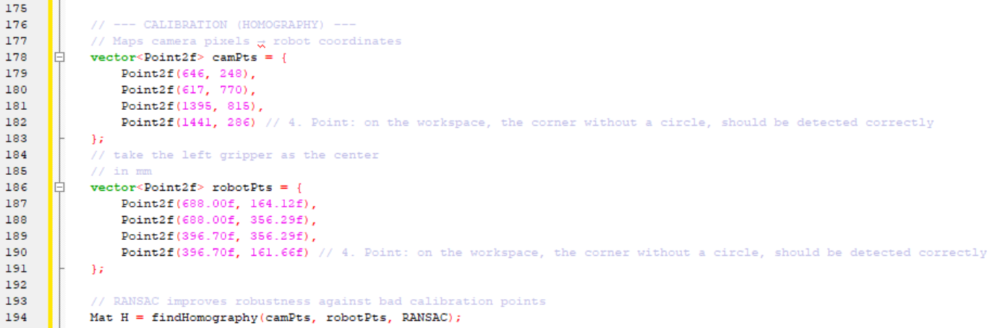 175
176 // --- CALIBRATION (HOMOGRAPHY) ---
177 // Maps camera pixels → robot coordinates
178 vector<Point2f> camPts = {
179 Point2f(646, 248),
180 Point2f(617, 770),
181 Point2f(1395, 815),
182 Point2f(1441, 286) // 4. Point: on the workspace, the corner without a circle, should be detected correctly
183 };
184 // take the left gripper as the center
185 // in mm
186 vector<Point2f> robotPts = {
187 Point2f(688.00f, 164.12f),
188 Point2f(688.00f, 356.29f),
189 Point2f(396.70f, 356.29f),
190 Point2f(396.70f, 161.66f) // 4. Point: on the workspace, the corner without a circle, should be detected correctly
191 };
192
193 // RANSAC improves robustness against bad calibration points
194 Mat H = findHomography(camPts, robotPts, RANSAC);